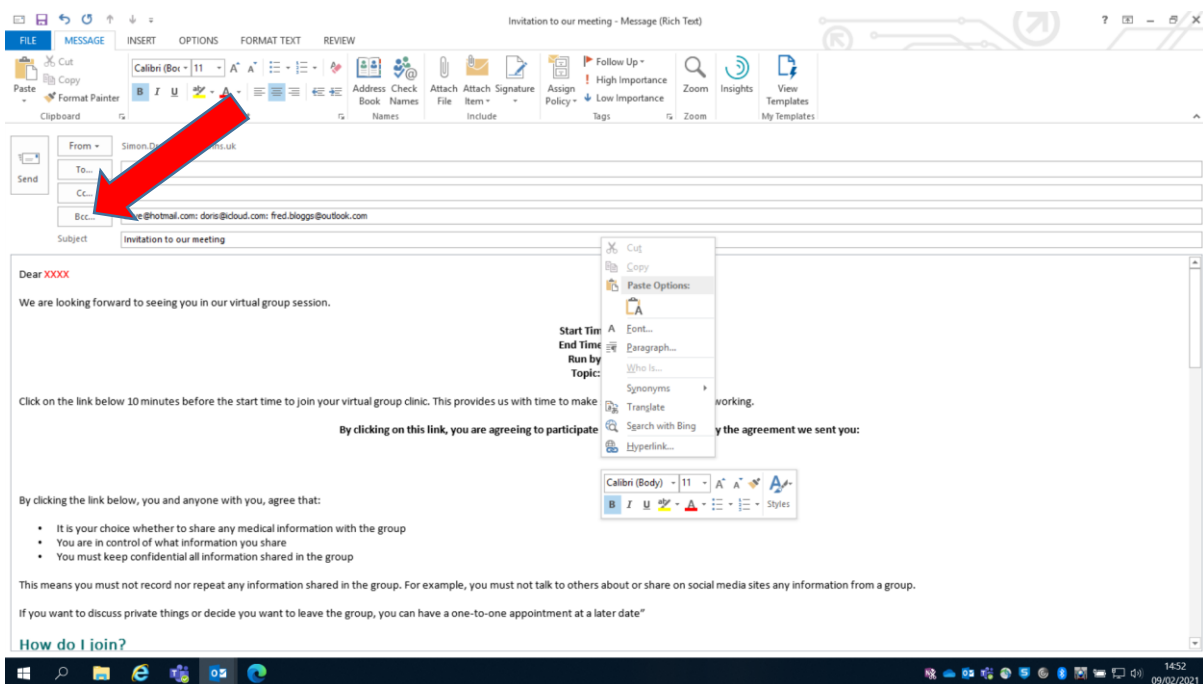 Invitation to our meeting - Message (Rich Text)
FILE MESSAGE INSERT OPTIONS FORMAT TEXT REVIEW
Paste
Cut
Copy
Format Painter
Clipboard
Calibri (Boc 11
B I U
Address Book
Check Names
Names
Attach File
Attach Item
Signature
Include
Assign Policy
Follow Up
High Importance
Low Importance
Tags
Zoom
Zoom
Insights
View Templates
My Templates
Send
From
To...
Cc...
Bcc... @hotmail.com: doris@icloud.com: fred.bloggs@outlook.com
Subject Invitation to our meeting
Dear XXXX
We are looking forward to seeing you in our virtual group session.
Start Tim
End Time
Run by
Topic:
Click on the link below 10 minutes before the start time to join your virtual group clinic. This provides us with time to make working.
By clicking on this link, you are agreeing to participate y the agreement we sent you:
By clicking the link below, you and anyone with you, agree that:
• It is your choice whether to share any medical information with the group
• You are in control of what information you share
• You must keep confidential all information shared in the group
This means you must not record nor repeat any information shared in the group. For example, you must not talk to others about or share on social media sites any information from a group.
If you want to discuss private things or decide you want to leave the group, you can have a one-to-one appointment at a later date”
How do I join?
Cut
Copy
Paste Options:
Font...
Paragraph...
Who Is...
Synonyms
Translate
Search with Bing
Hyperlink...
Calibri (Body) 11
B I U
Styles
14:52
09/02/2021